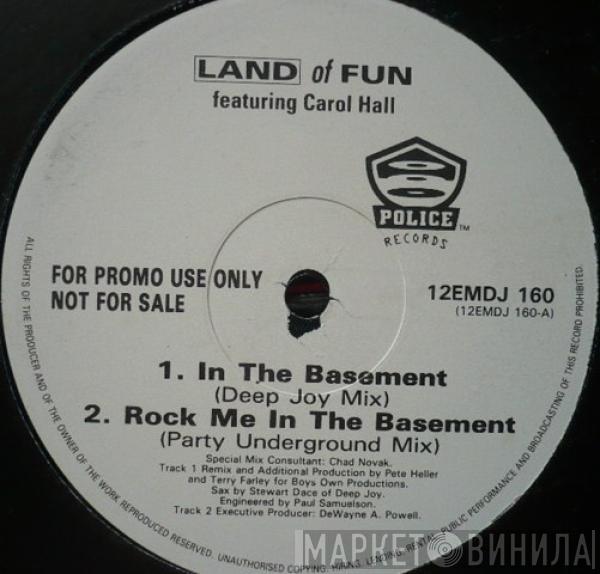 LAND of FUN
featuring Carol Hall
POLICE TM
RECORDS
FOR PROMO USE ONLY
NOT FOR SALE
12EMDJ 160
(12EMDJ 160-A)
1. In The Basement
(Deep Joy Mix)
2. Rock Me In The Basement
(Party Underground Mix)
Special Mix Consultant: Chad Novak.
Track 1 Remix and Additional Production by Pete Heller
and Terry Farley for Boys Own Productions.
Sax by Stewart Dace of Deep Joy.
Engineered by Paul Samuelson.
Track 2 Executive Producer: DeWayne A. Powell.
ALL RIGHTS OF THE PRODUCER AND OF THE OWNER OF THE WORK REPRODUCED RESERVED. UNAUTHORISED COPYING, HIRING, LENDING, RENTAL, PUBLIC PERFORMANCE AND BROADCASTING OF THIS RECORD PROHIBITED.
МАРКЕТ ВИНИЛА